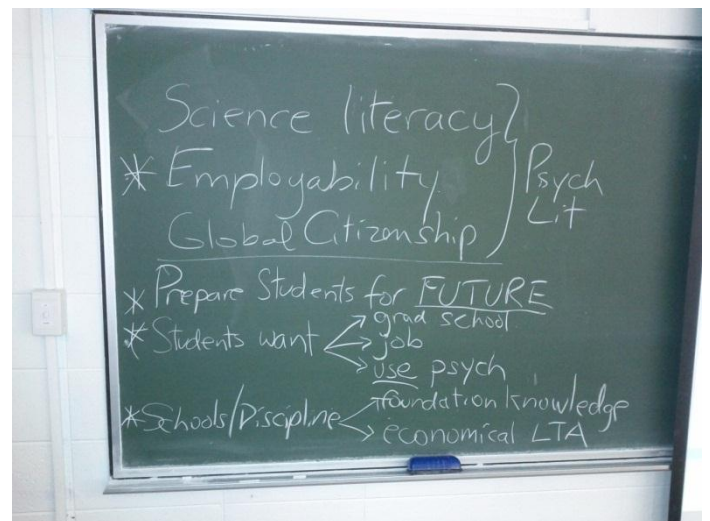 Science literacy
* Employability
Global Citizenship
Psych
Lit
* Prepare Students for FUTURE
* Students want → grad school
→ job
→ use psych
* Schools/Discipline → foundation knowledge
→ economical LTA